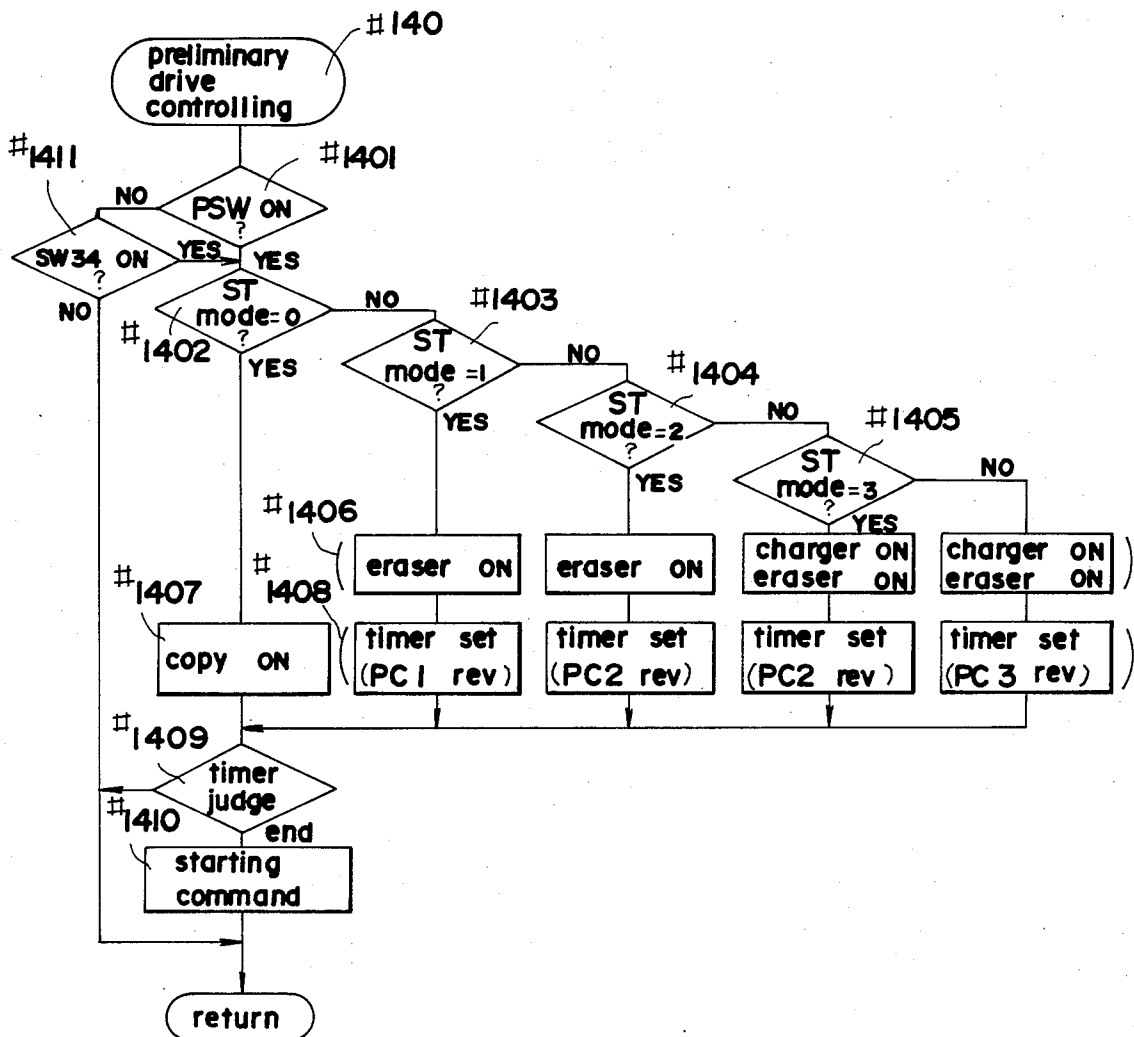 #140
preliminary
drive
controlling
#1411
#1401
NO
PSW ON
?
SW34 ON
?
YES
YES
NO
ST
mode=0
?
NO
#1402
YES
#1403
ST
mode =1
?
NO
YES
#1404
ST
mode=2
?
NO
YES
#1405
ST
mode=3
?
NO
YES
#1406
eraser ON
eraser ON
charger ON
eraser ON
charger ON
eraser ON
#1407
#1408
copy ON
timer set
(PC1 rev)
timer set
(PC2 rev)
timer set
(PC2 rev)
timer set
(PC 3 rev)
#1409
timer
judge
#1410
end
starting
command
return